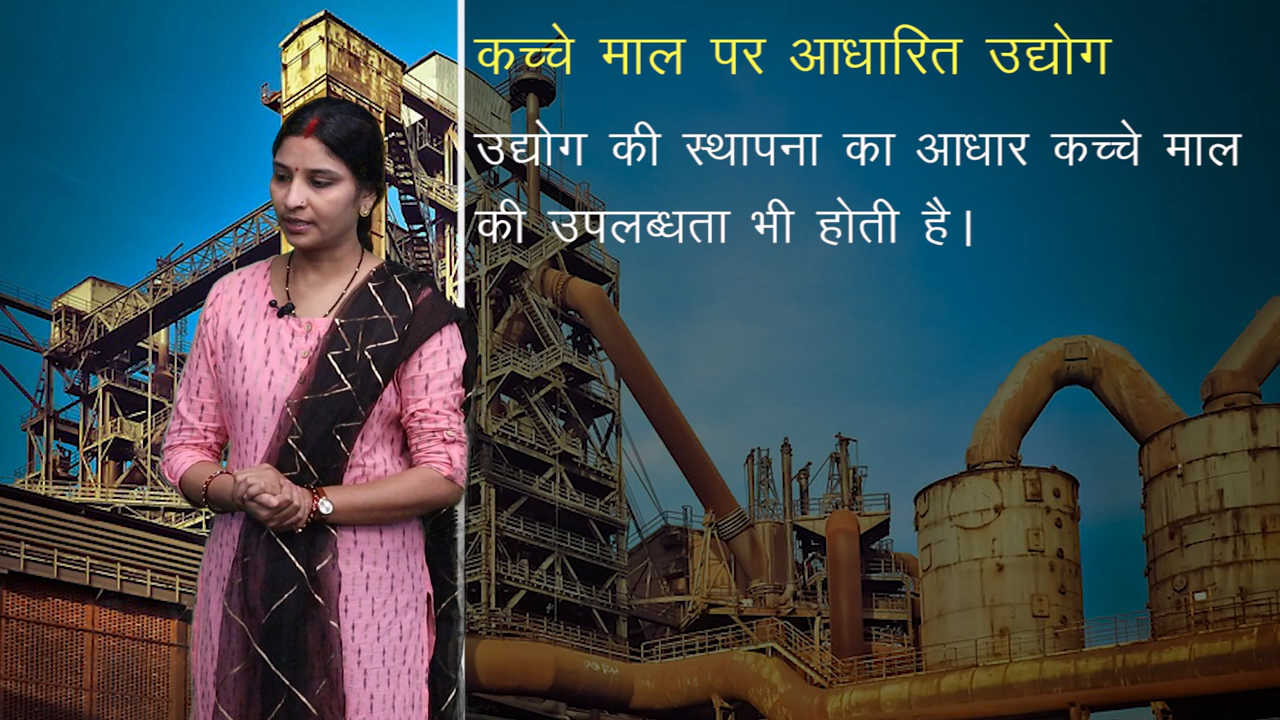 कच्चे माल पर आधारित उद्योग
उद्योग की स्थापना का आधार कच्चे माल
की उपलब्धता भी होती है।